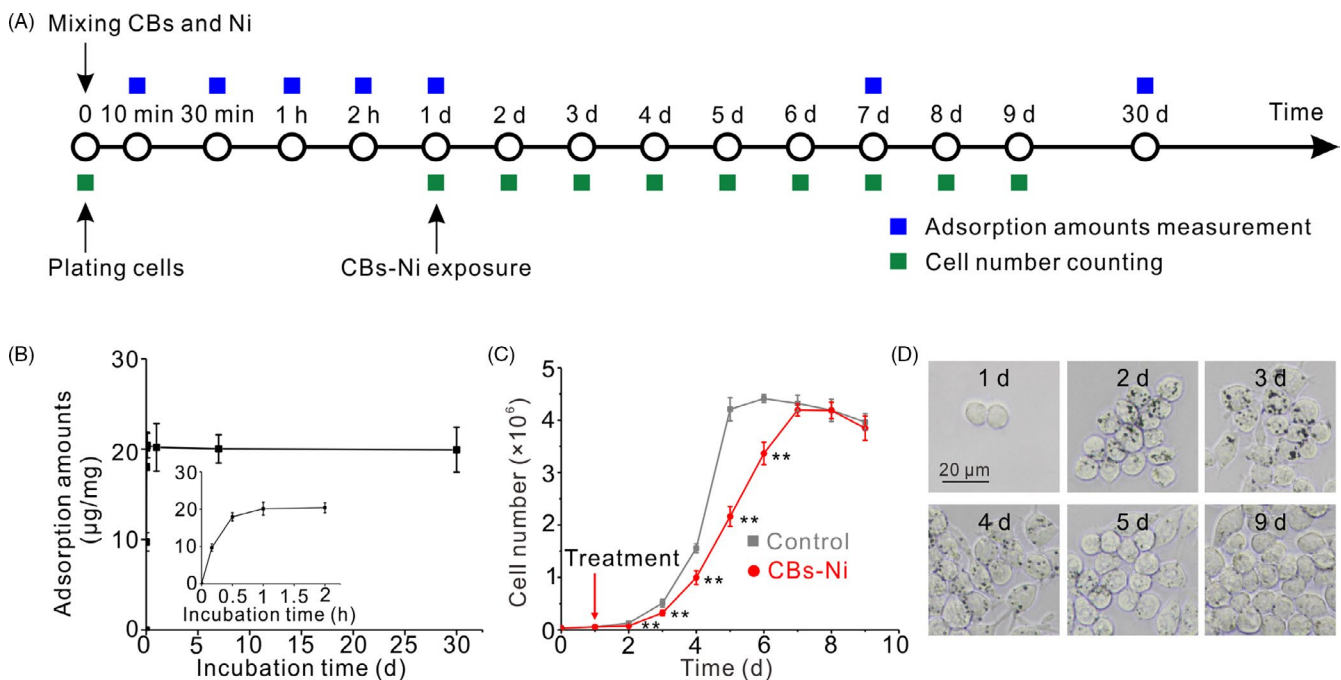 (A) Mixing CBs and Ni
0 10 min 30 min 1 h 2 h 1 d 2 d 3 d 4 d 5 d 6 d 7 d 8 d 9 d 30 d Time
Plating cells
CBs-Ni exposure
Adsorption amounts measurement
Cell number counting
(B)
Adsorption amounts
(μg/mg)
30
20
10
0
0 5 10 15 20 25 30
Incubation time (d)
30
20
10
0
0 0.5 1 2
Incubation time (h)
(C)
Cell number (×10⁶)
5
4
3
2
1
0
0 2 4 6 8 10
Time (d)
Treatment
**
**
**
**
**
Control
CBs-Ni
(D)
1 d 2 d 3 d
20 μm
4 d 5 d 9 d